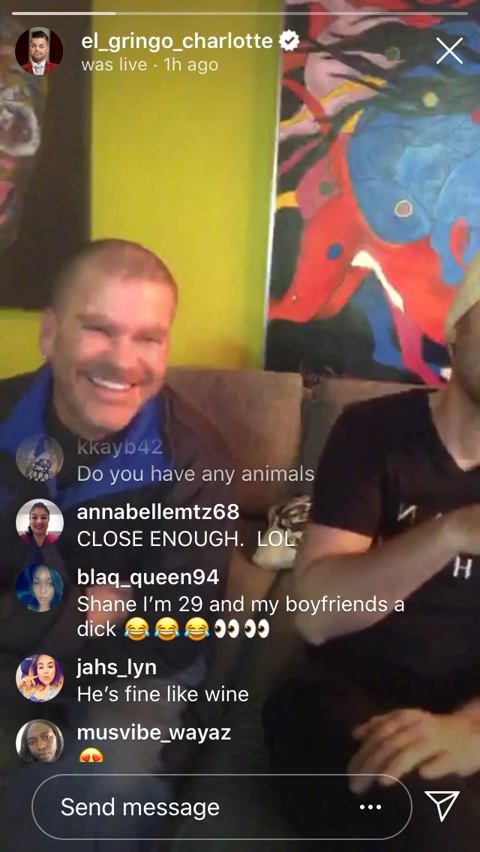 el_gringo_charlotte
was live · 1h ago
kkayb42
Do you have any animals
annabellemtz68
CLOSE ENOUGH.  LOL
blaq_queen94
Shane I'm 29 and my boyfriends a
dick 😂😂😂👀👀
jahs_lyn
He's fine like wine
musvibe_wayaz
😍
H
Send message